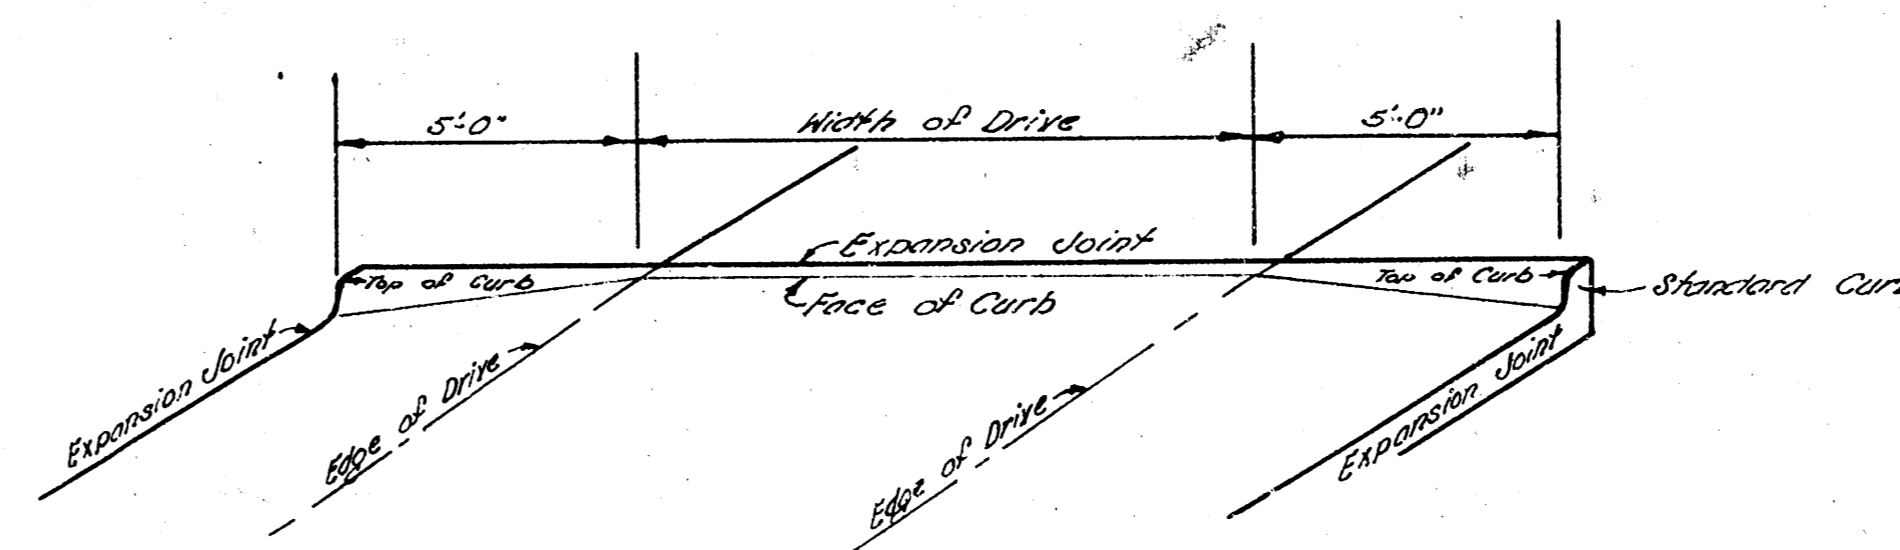 5'-0" Width of Drive 5'-0"
Expansion Joint
Top of Curb Top of Curb
Face of Curb Standard
Expansion Joint
Edge of Drive
Edge of Drive
Expansion Joint